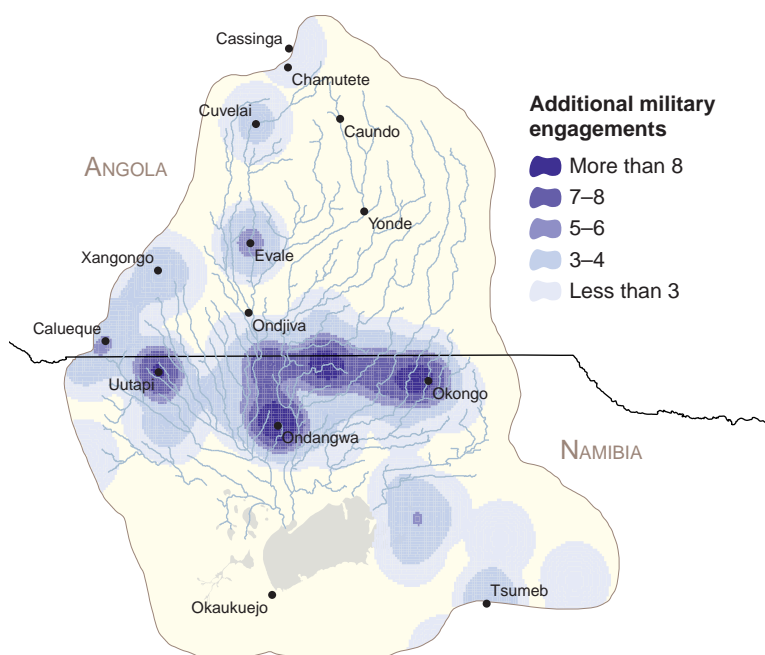 Cassinga
Chamutete
Cuvelai
Caundo
Additional military
engagements
More than 8
7–8
5–6
3–4
Less than 3
ANGOLA
Yonde
Evale
Xangongo
Ondjiva
Calueque
Uutapi
Okongo
Ondangwa
NAMIBIA
Okaukuejo
Tsumeb